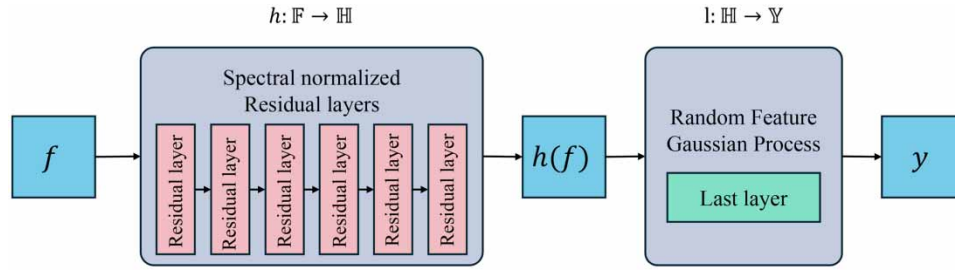 h: 𝔽 → ℍ
l: ℍ → 𝕐
Spectral normalized
Residual layers
Residual layer
Residual layer
Residual layer
Residual layer
Residual layer
Residual layer
Random Feature
Gaussian Process
Last layer
f
h(f)
y